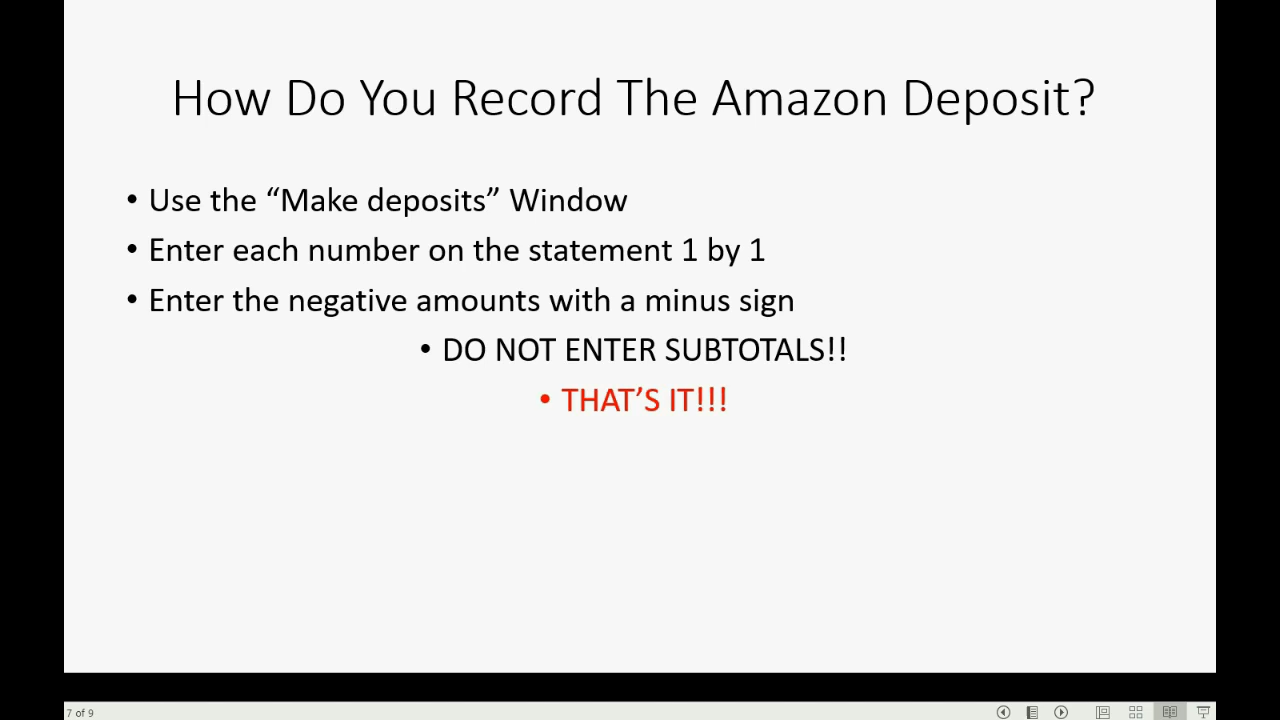 How Do You Record The Amazon Deposit?
• Use the “Make deposits” Window
• Enter each number on the statement 1 by 1
• Enter the negative amounts with a minus sign
• DO NOT ENTER SUBTOTALS!!
• THAT’S IT!!!
7 of 9